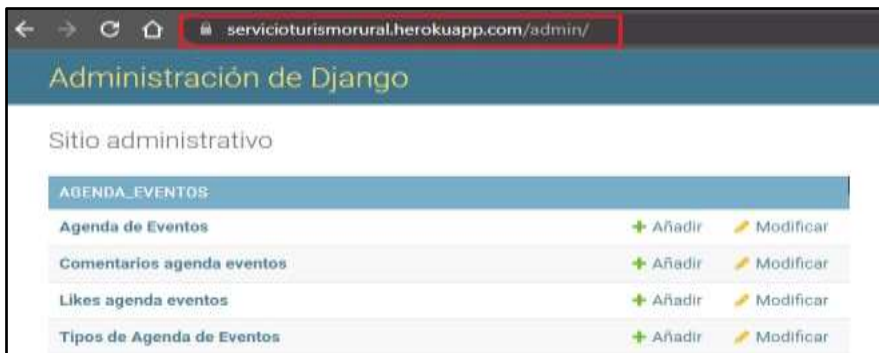 servicioturismorural.herokuapp.com/admin/
Administración de Django
Sitio administrativo
AGENDA_EVENTOS
Agenda de Eventos + Añadir Modificar
Comentarios agenda eventos + Añadir Modificar
Likes agenda eventos + Añadir Modificar
Tipos de Agenda de Eventos + Añadir Modificar